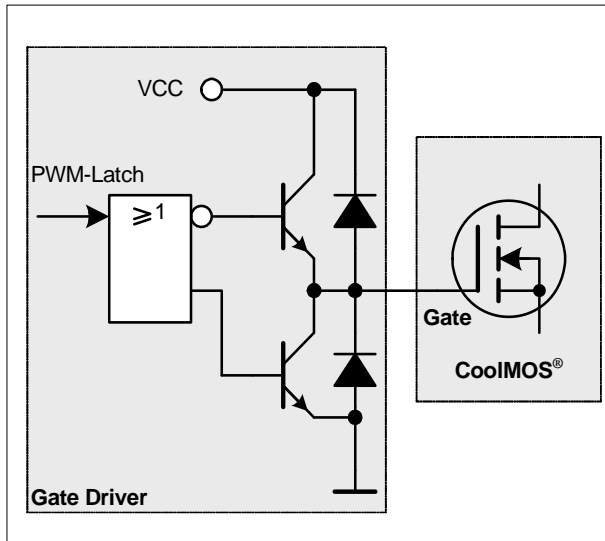 VCC
PWM-Latch
≥1
Gate
CoolMOS®
Gate Driver